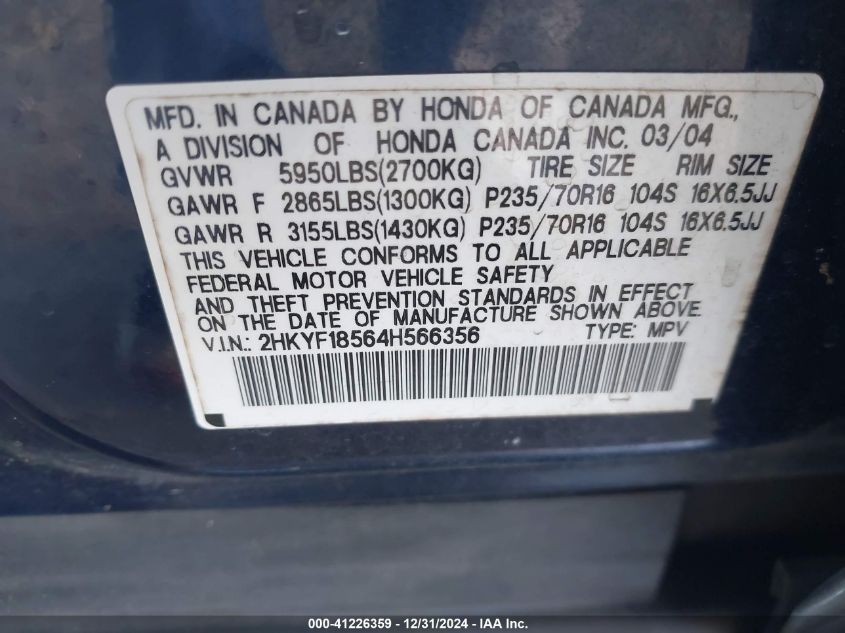 MFD. IN CANADA BY HONDA OF CANADA MFG.,
A DIVISION OF HONDA CANADA INC. 03/04
GVWR 5950LBS(2700KG) TIRE SIZE RIM SIZE
GAWR F 2865LBS(1300KG) P235/70R16 104S 16X6.5JJ
GAWR R 3155LBS(1430KG) P235/70R16 104S 16X6.5JJ
THIS VEHICLE CONFORMS TO ALL APPLICABLE
FEDERAL MOTOR VEHICLE SAFETY
AND THEFT PREVENTION STANDARDS IN EFFECT
ON THE DATE OF MANUFACTURE SHOWN ABOVE.
V.I.N.: 2HKYF18564H566356 TYPE: MPV
000-41226359 - 12/31/2024 - IAA Inc.